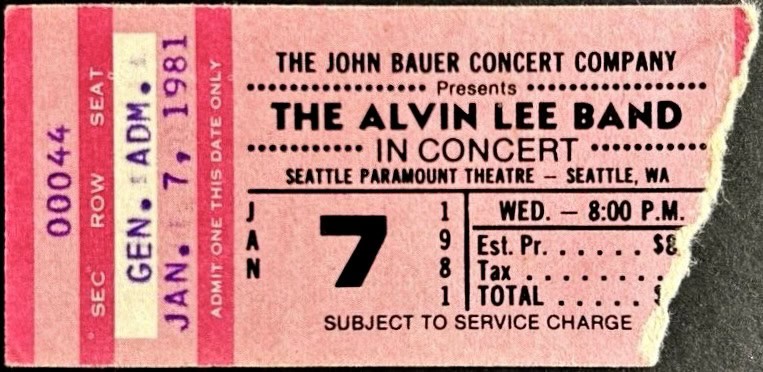 00044
SEC ROW SEAT
GEN. ADM.
JAN. 7, 1981
ADMIT ONE THIS DATE ONLY
THE JOHN BAUER CONCERT COMPANY
Presents
THE ALVIN LEE BAND
IN CONCERT
SEATTLE PARAMOUNT THEATRE – SEATTLE, WA
JAN
7
1981
WED. – 8:00 P.M.
Est. Pr. . . . . . $8
Tax . . . . . . . .
TOTAL . . . . . $
SUBJECT TO SERVICE CHARGE